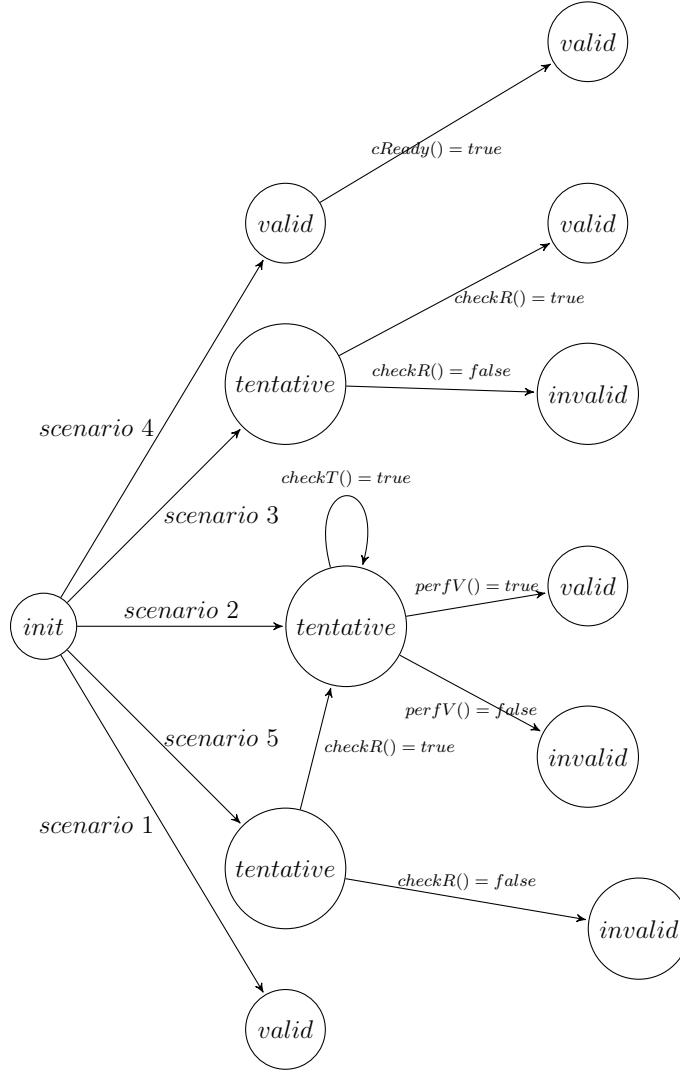 valid
cReady() = true
valid
valid
checkR() = true
checkR() = false
tentative
invalid
scenario 4
checkT() = true
scenario 3
perfV() = true
valid
scenario 2
init
tentative
perfV() = false
scenario 5
checkR() = true
invalid
scenario 1
tentative
checkR() = false
invalid
valid